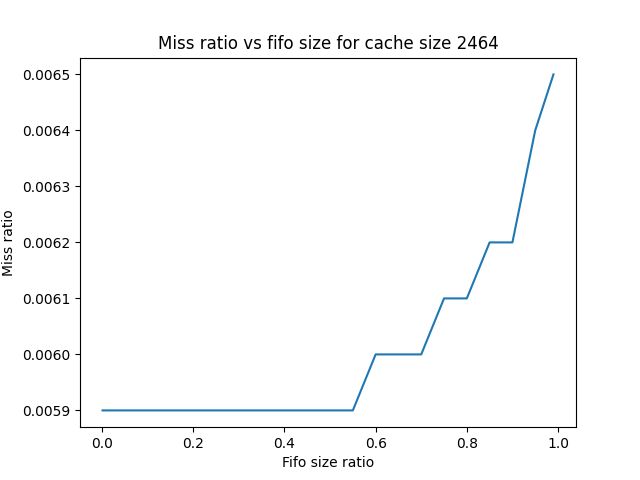 Miss ratio vs fifo size for cache size 2464
Miss ratio
0.0065
0.0064
0.0063
0.0062
0.0061
0.0060
0.0059
0.0 0.2 0.4 0.6 0.8 1.0
Fifo size ratio